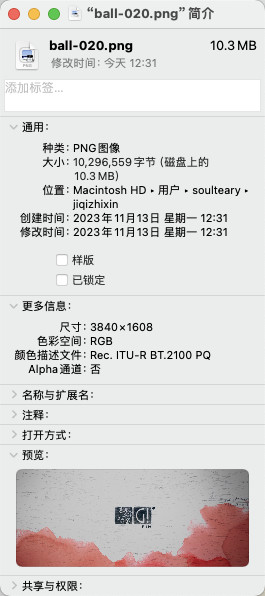 “ball-020.png”简介
ball-020.png
10.3 MB
修改时间：今天 12:31
添加标签...
通用：
种类：PNG图像
大小：10,296,559 字节 (磁盘上的
10.3 MB)
位置：Macintosh HD ▸ 用户 ▸ soulteary ▸
jiqizhixin
创建时间：2023年11月13日 星期一 12:31
修改时间：2023年11月13日 星期一 12:31
样版
已锁定
更多信息：
尺寸：3840×1608
色彩空间：RGB
颜色描述文件：Rec. ITU-R BT.2100 PQ
Alpha通道：否
名称与扩展名：
注释：
打开方式：
预览：
共享与权限：